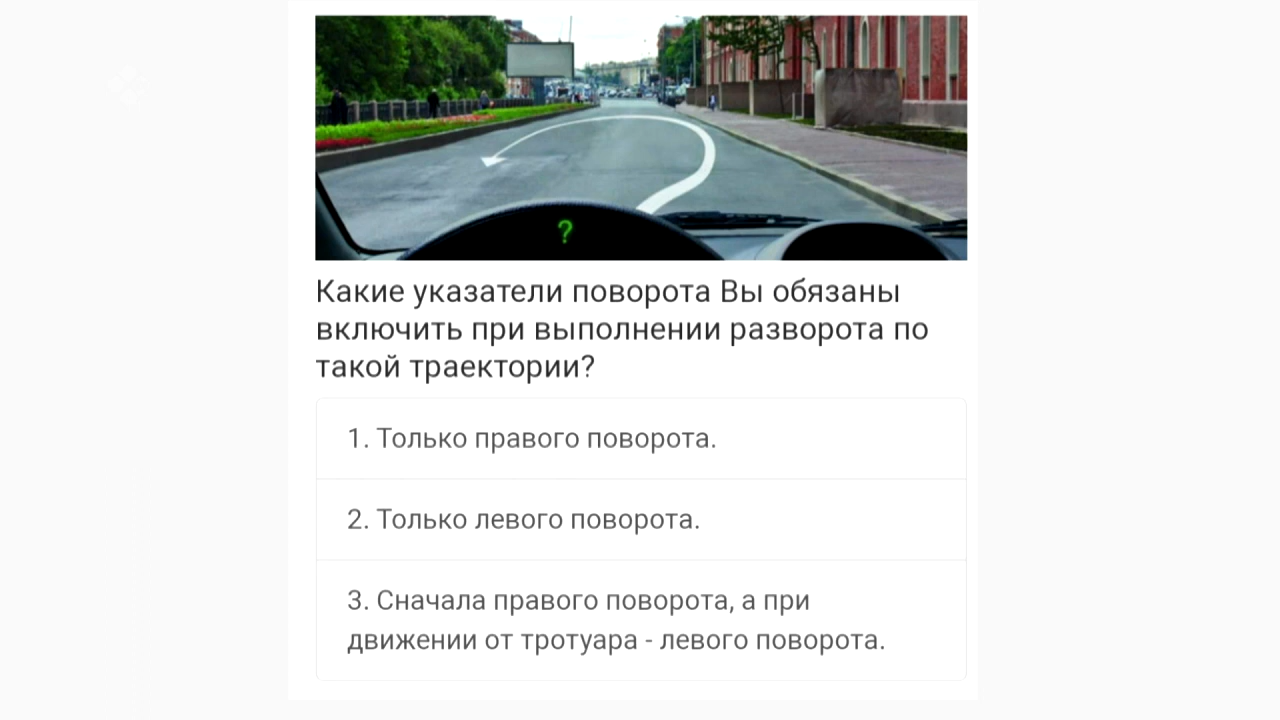 ?
Какие указатели поворота Вы обязаны
включить при выполнении разворота по
такой траектории?
1. Только правого поворота.
2. Только левого поворота.
3. Сначала правого поворота, а при
движении от тротуара - левого поворота.